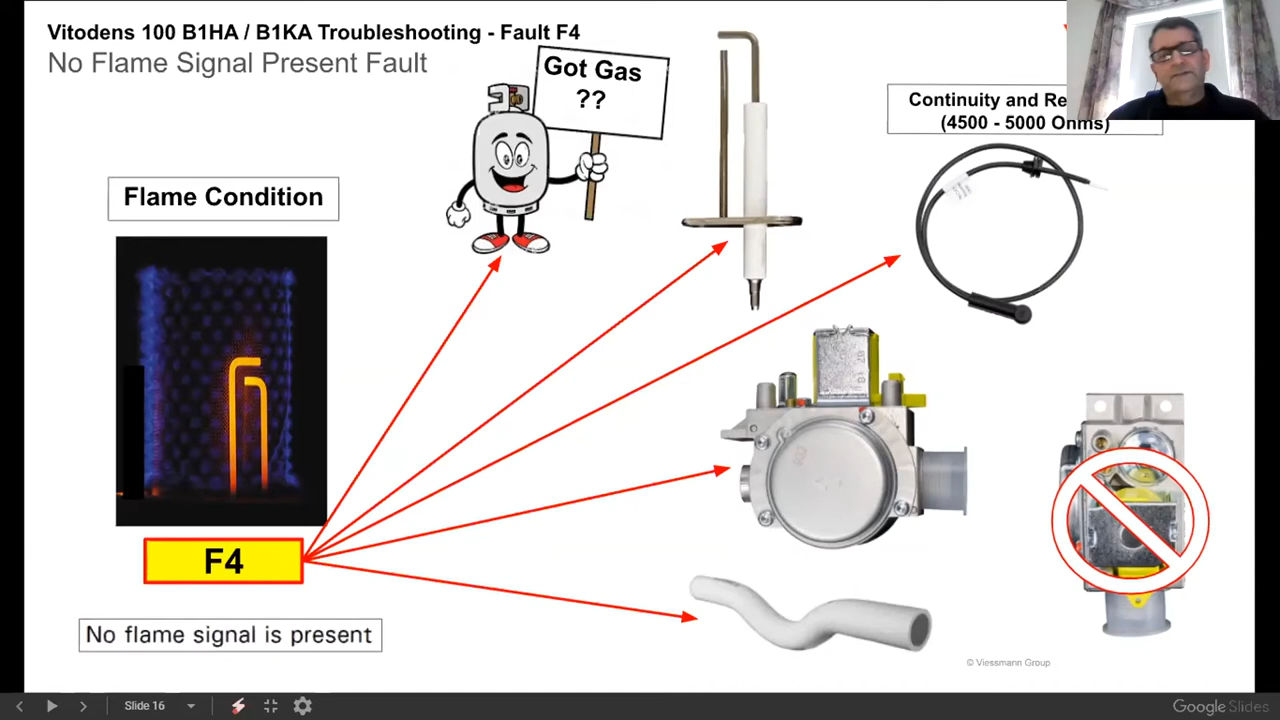 Vitodens 100 B1HA / B1KA Troubleshooting - Fault F4
No Flame Signal Present Fault
Got Gas
??
Continuity and
(4500 - 5000 Ohms)
Flame Condition
F4
No flame signal is present
© Viessmann Group
Slide 16
Google Slides